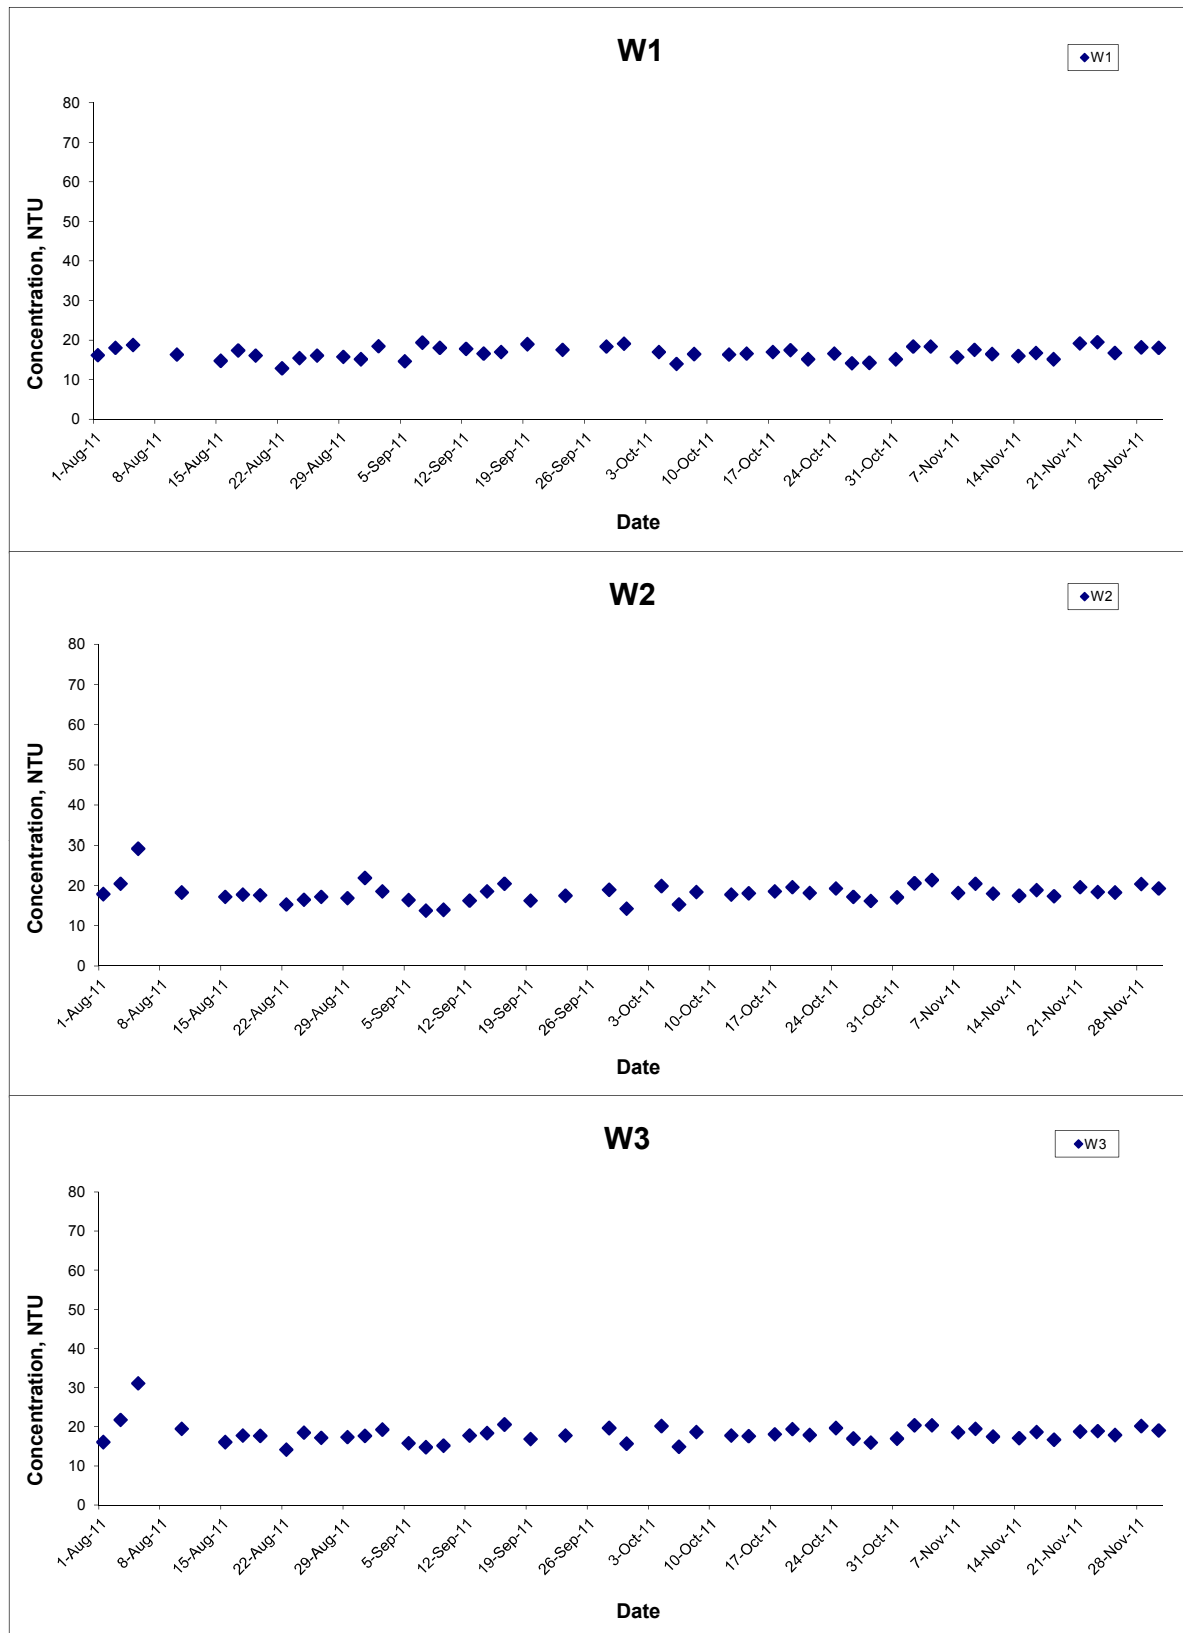 W1
W1
80
70
60
50
40
30
20
10
0
Concentration, NTU
1-Aug-11
8-Aug-11
15-Aug-11
22-Aug-11
29-Aug-11
5-Sep-11
12-Sep-11
19-Sep-11
26-Sep-11
3-Oct-11
10-Oct-11
17-Oct-11
24-Oct-11
31-Oct-11
7-Nov-11
14-Nov-11
21-Nov-11
28-Nov-11
Date
W2
W2
80
70
60
50
40
30
20
10
0
Concentration, NTU
1-Aug-11
8-Aug-11
15-Aug-11
22-Aug-11
29-Aug-11
5-Sep-11
12-Sep-11
19-Sep-11
26-Sep-11
3-Oct-11
10-Oct-11
17-Oct-11
24-Oct-11
31-Oct-11
7-Nov-11
14-Nov-11
21-Nov-11
28-Nov-11
Date
W3
W3
80
70
60
50
40
30
20
10
0
Concentration, NTU
1-Aug-11
8-Aug-11
15-Aug-11
22-Aug-11
29-Aug-11
5-Sep-11
12-Sep-11
19-Sep-11
26-Sep-11
3-Oct-11
10-Oct-11
17-Oct-11
24-Oct-11
31-Oct-11
7-Nov-11
14-Nov-11
21-Nov-11
28-Nov-11
Date